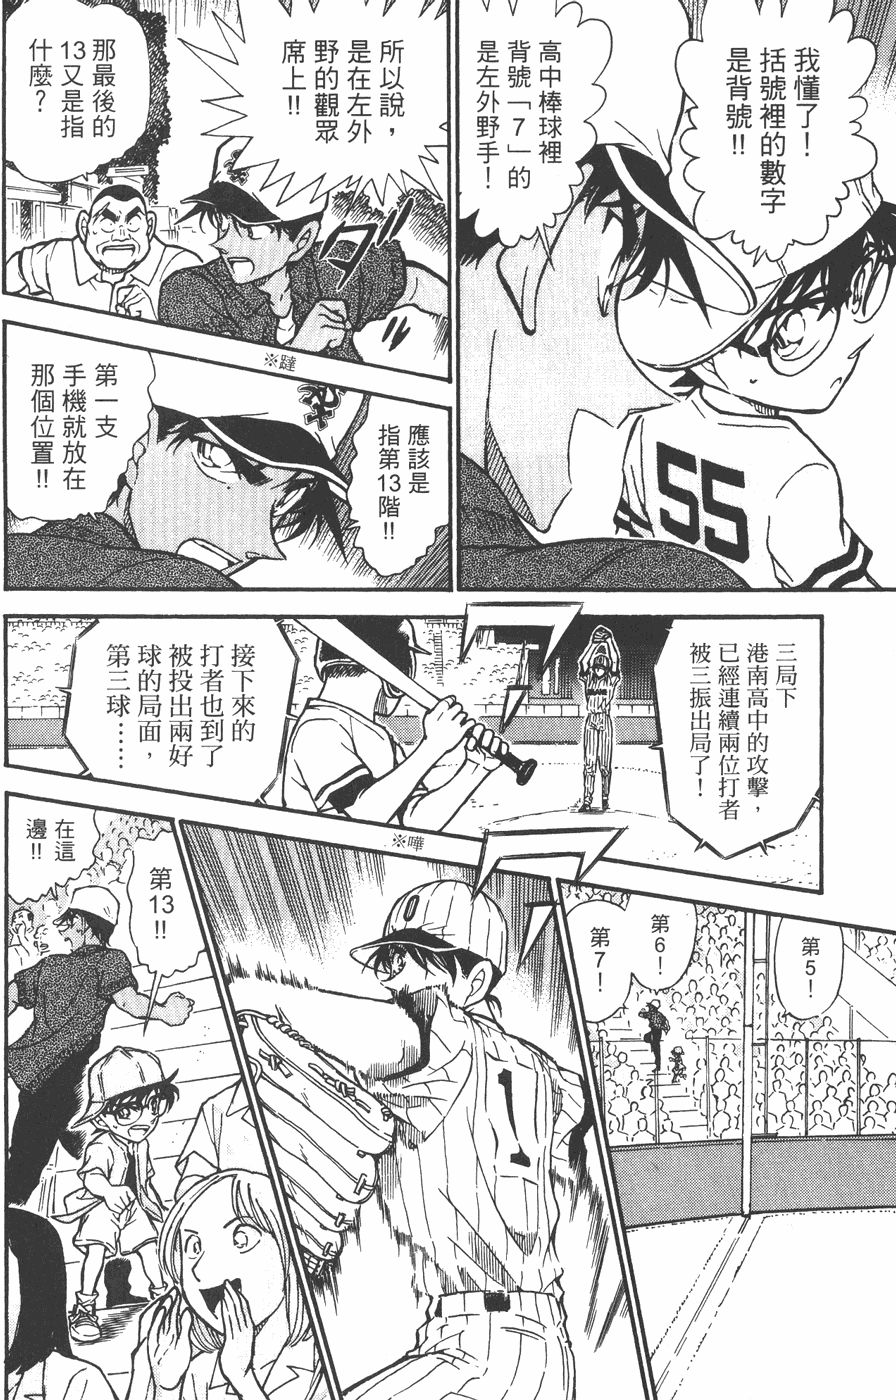 我懂了！
括號裡的數字
是背號!!
高中棒球裡
背號「7」的
是左外野手！
55
所以說，
是在左外
野的觀眾
席上!!
那最後的
13又是指
什麼？
ダッ
※躂
應該是
指第13階!!
第一支
手機就放在
那個位置!!
三局下
港南高中的攻擊，
已經連續兩位打者
被三振出局了！
接下來的
打者也到了
被投出兩好
球的局面，
第三球……
※嘩
第5！
第6！
第7！
O
1
第13!!
在這
邊!!